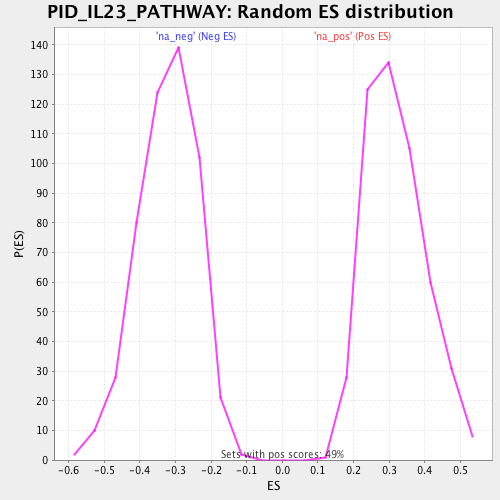 PID_IL23_PATHWAY: Random ES distribution
'na_neg' (Neg ES) 'na_pos' (Pos ES)
140
130
120
110
100
90
80
70
60
50
40
30
20
10
0
P(ES)
Sets with pos scores: 49%
-0.6 -0.5 -0.4 -0.3 -0.2 -0.1 0.0 0.1 0.2 0.3 0.4 0.5
ES